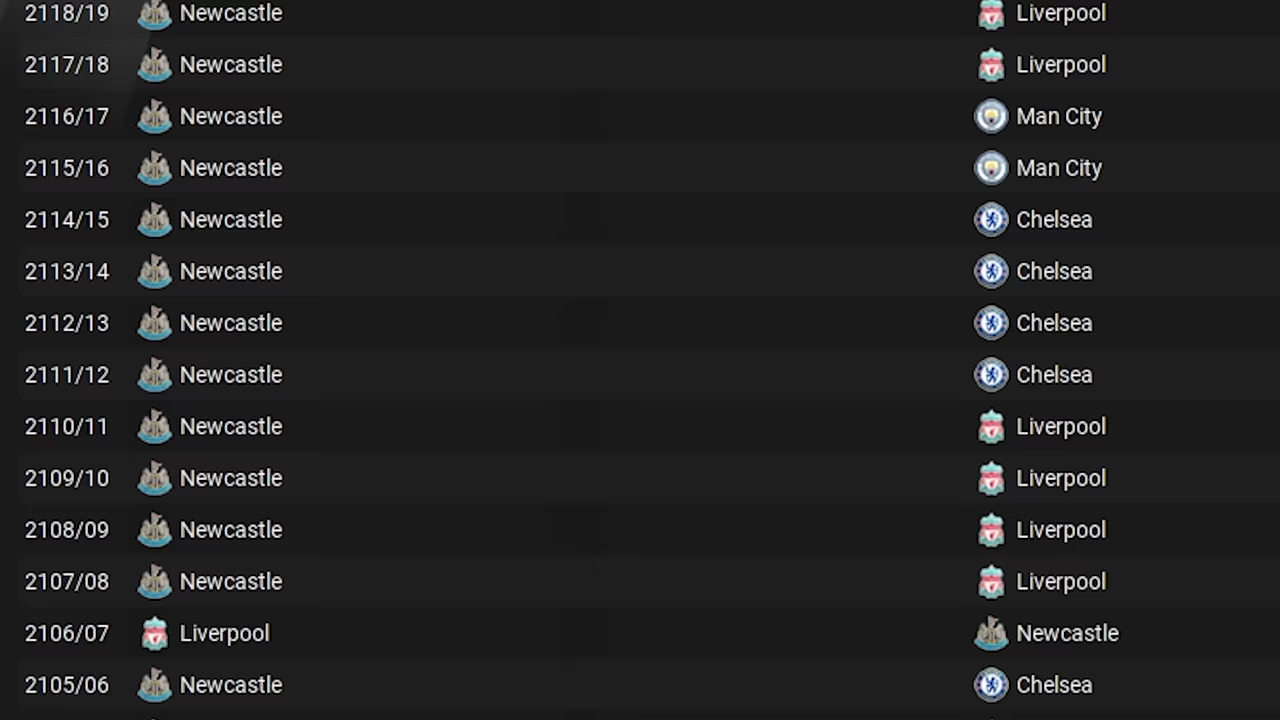 2118/19 Newcastle Liverpool
2117/18 Newcastle Liverpool
2116/17 Newcastle Man City
2115/16 Newcastle Man City
2114/15 Newcastle Chelsea
2113/14 Newcastle Chelsea
2112/13 Newcastle Chelsea
2111/12 Newcastle Chelsea
2110/11 Newcastle Liverpool
2109/10 Newcastle Liverpool
2108/09 Newcastle Liverpool
2107/08 Newcastle Liverpool
2106/07 Liverpool Newcastle
2105/06 Newcastle Chelsea